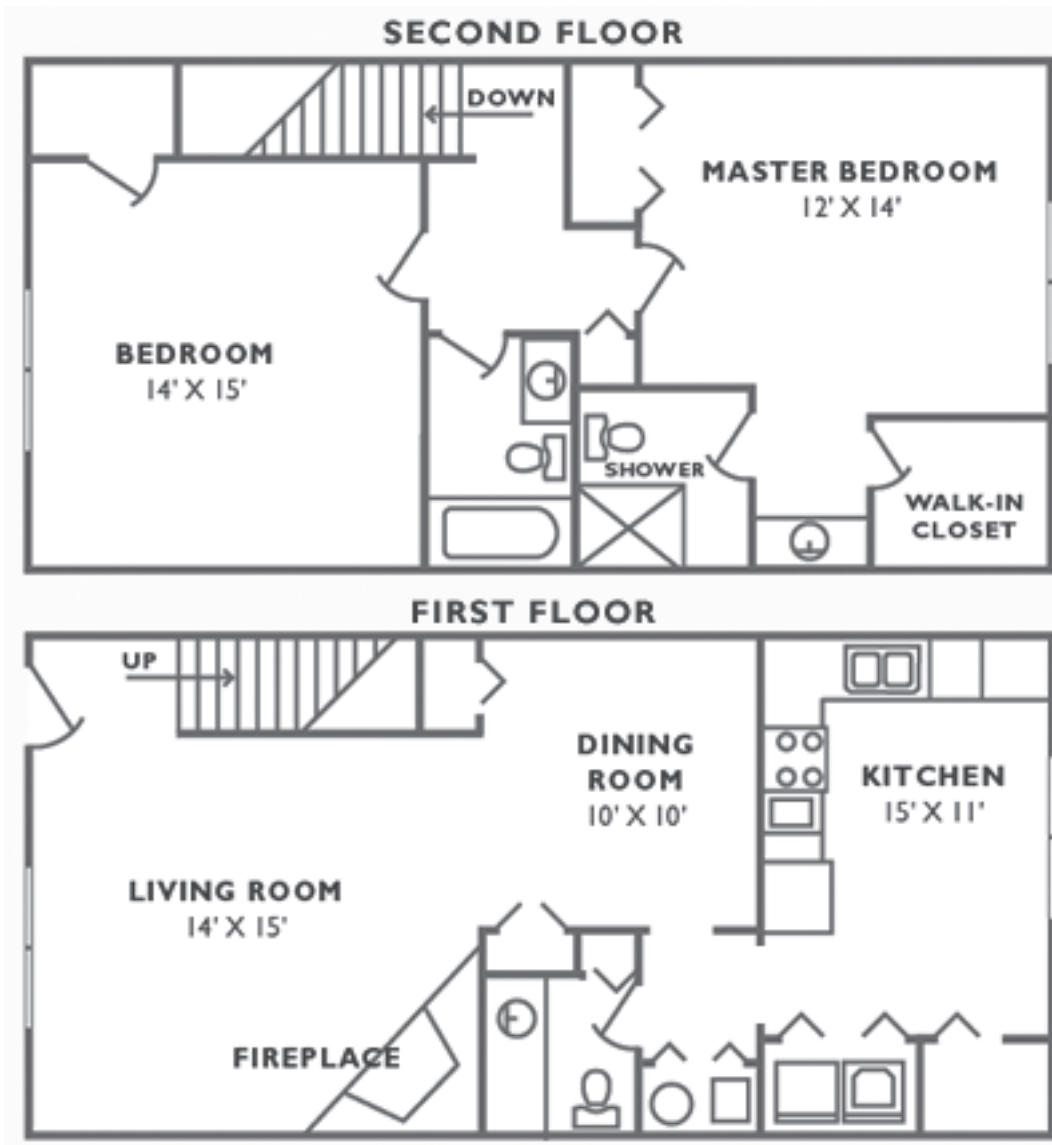 SECOND FLOOR
DOWN
MASTER BEDROOM
12' X 14'
BEDROOM
14' X 15'
SHOWER
WALK-IN
CLOSET
FIRST FLOOR
UP
DINING
ROOM
10' X 10'
KITCHEN
15' X 11'
LIVING ROOM
14' X 15'
FIREPLACE